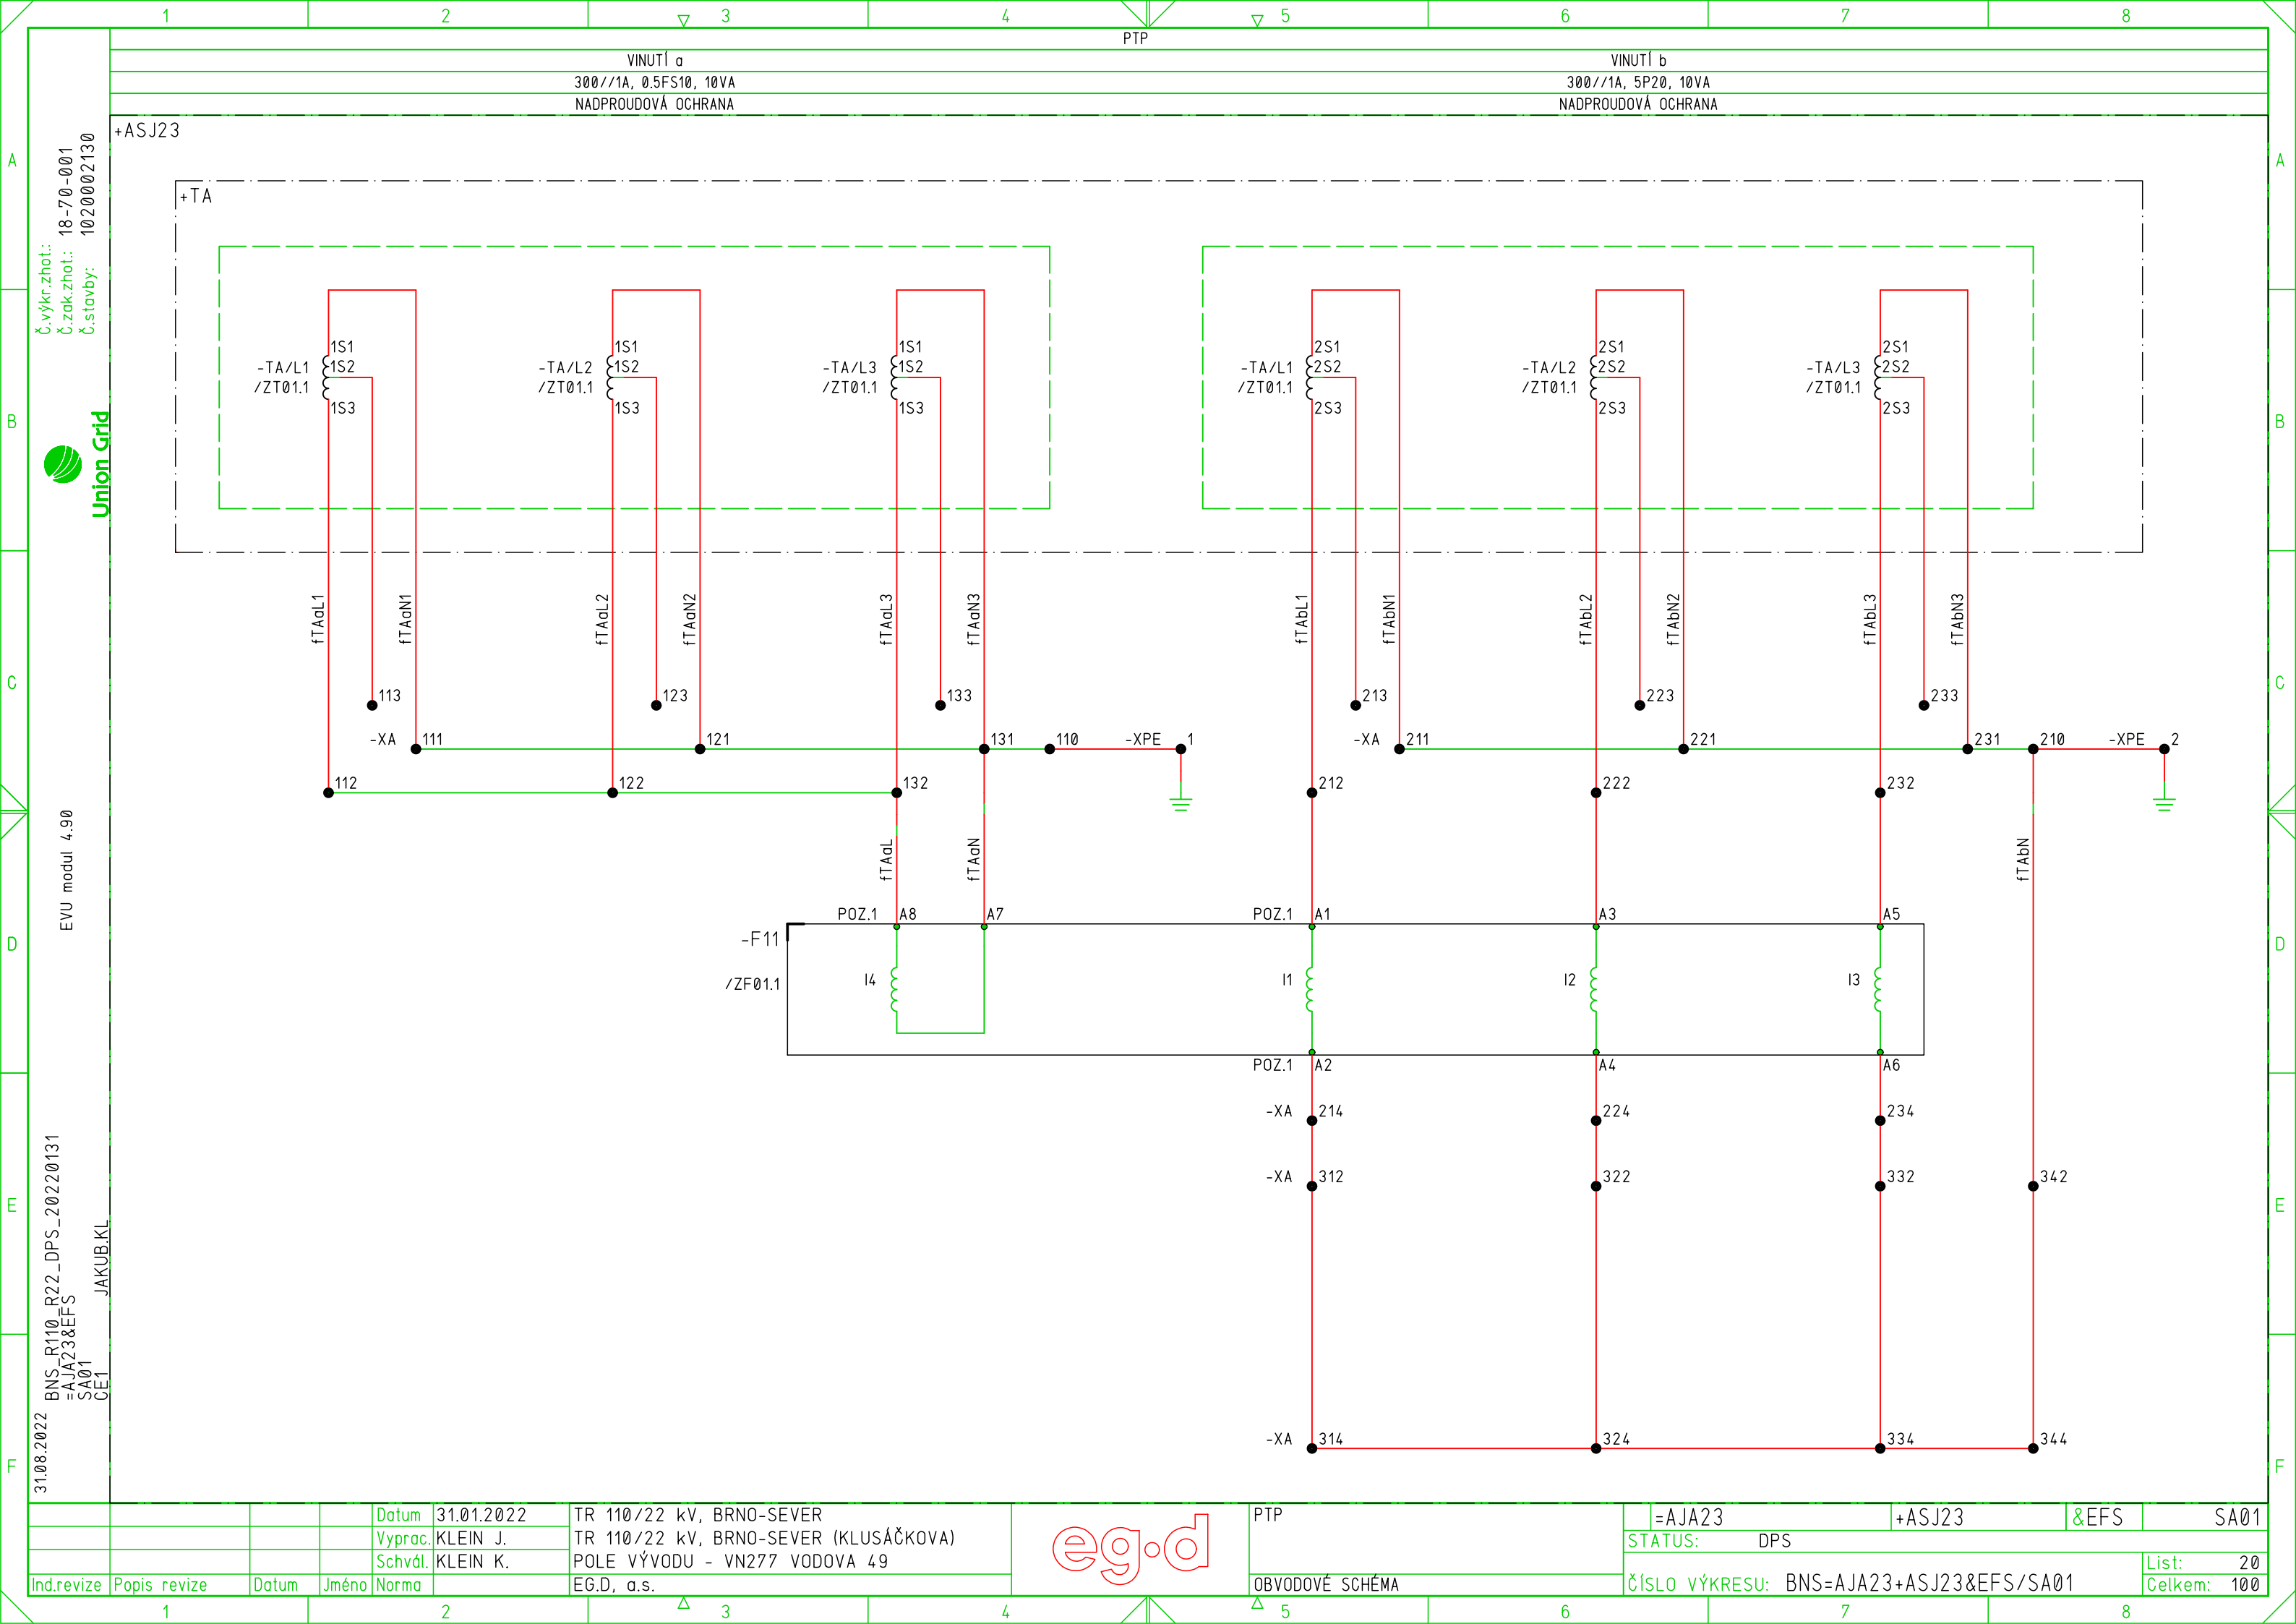 1 2 3 4 5 6 7 8
PTP
VINUTÍ a VINUTÍ b
300//1A, 0.5FS10, 10VA 300//1A, 5P20, 10VA
NADPROUDOVÁ OCHRANA NADPROUDOVÁ OCHRANA
+ASJ23
A A
+TA
Č.výkr.zhot.:
Č.zak.zhot.: 18-70-001
Č.stavby: 1020002130
1S1 1S1 1S1 2S1 2S1 2S1
-TA/L1 1S2 -TA/L2 1S2 -TA/L3 1S2 -TA/L1 2S2 -TA/L2 2S2 -TA/L3 2S2
/ZT01.1 /ZT01.1 /ZT01.1 /ZT01.1 /ZT01.1 /ZT01.1
1S3 1S3 1S3 2S3 2S3 2S3
B B
Union Grid
fTAaL1 fTAaN1 fTAaL2 fTAaN2 fTAaL3 fTAaN3 fTAbL1 fTAbN1 fTAbL2 fTAbN2 fTAbL3 fTAbN3
C C
113 123 133 213 223 233
-XA 111 121 131 110 -XPE 1 -XA 211 221 231 210 -XPE 2
112 122 132 212 222 232
EVU modul 4.90
fTAaL fTAaN fTAbN
POZ.1 A8 A7 POZ.1 A1 A3 A5
-F11
D D
/ZF01.1 I4 I1 I2 I3
POZ.1 A2 A4 A6
-XA 214 224 234
-XA 312 322 332 342
E E
BNS_R110_R22_DPS_20220131
=AJA23&EFS
SA01
CE1 JAKUB.KL
31.08.2022
-XA 314 324 334 344
F F
Datum 31.01.2022 TR 110/22 kV, BRNO-SEVER PTP =AJA23 +ASJ23 &EFS SA01
Vyprac. KLEIN J. TR 110/22 kV, BRNO-SEVER (KLUSÁČKOVA) STATUS: DPS
Schvál. KLEIN K. POLE VÝVODU - VN277 VODOVA 49 eg.d List: 20
Ind.revize Popis revize Datum Jméno Norma EG.D, a.s. OBVODOVÉ SCHÉMA ČÍSLO VÝKRESU: BNS=AJA23+ASJ23&EFS/SA01 Celkem: 100
1 2 3 4 5 6 7 8